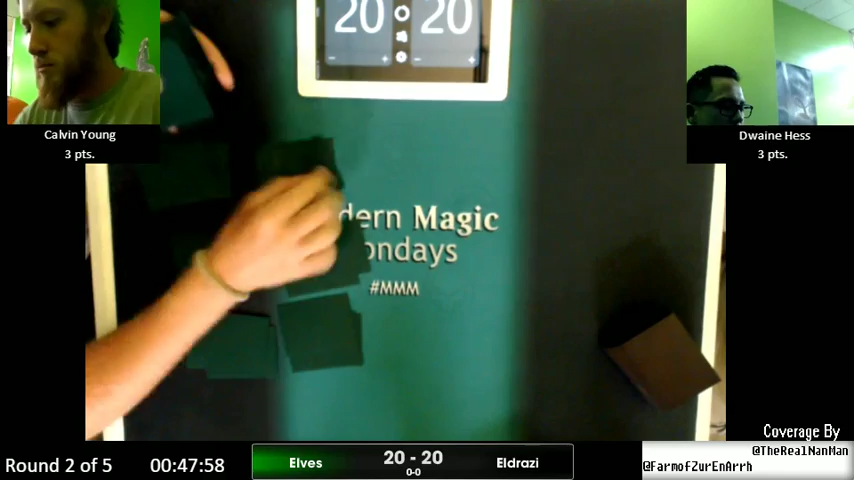 20 20
- + - +
Calvin Young
3 pts.
Dwaine Hess
3 pts.
dern Magic
ondays
#MMM
Coverage By
@TheRealNanMan
@FarmofZurEnArrh
Round 2 of 5
00:47:58
Elves
20 - 20
0-0
Eldrazi